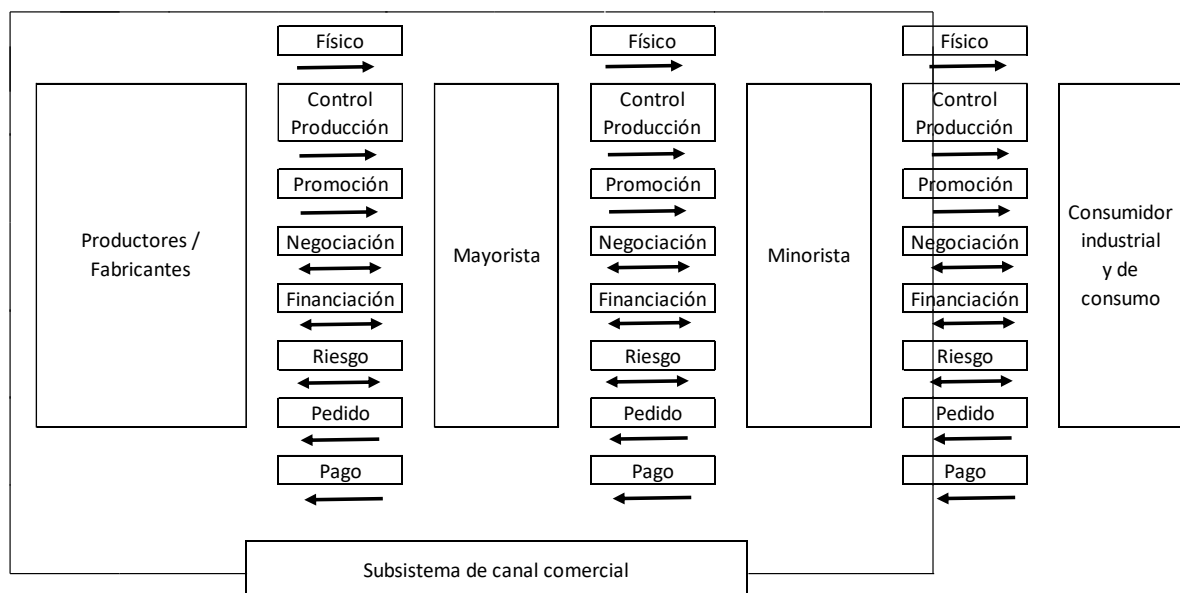 Físico
Físico
Físico
Control
Producción
Control
Producción
Control
Producción
Promoción
Promoción
Promoción
Productores /
Fabricantes
Negociación
Mayorista
Negociación
Minorista
Negociación
Consumidor
industrial
y de
consumo
Financiación
Financiación
Financiación
Riesgo
Riesgo
Riesgo
Pedido
Pedido
Pedido
Pago
Pago
Pago
Subsistema de canal comercial